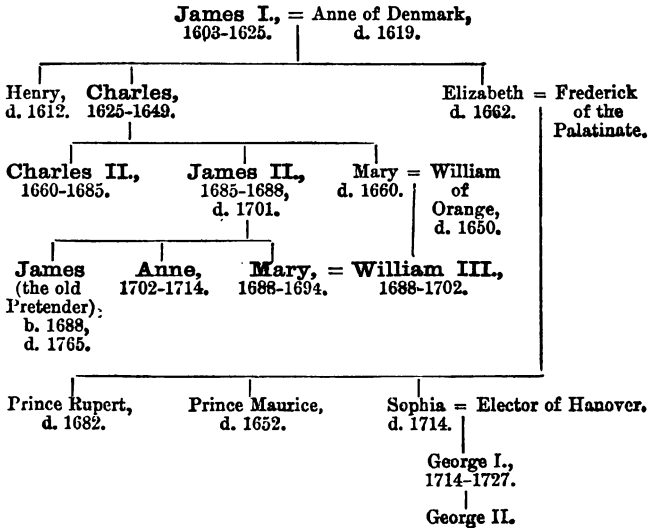 James I., = Anne of Denmark,
1603-1625. d. 1619.
Henry, Charles, Elizabeth = Frederick
d. 1612. 1625-1649. d. 1662. of the
Palatinate.
Charles II., James II., Mary = William
1660-1685. 1685-1688, d. 1660. of
d. 1701. Orange,
d. 1650.
James Anne, Mary, = William III.,
(the old 1702-1714. 1688-1694. 1688-1702.
Pretender);
b. 1688,
d. 1765.
Prince Rupert, Prince Maurice, Sophia = Elector of Hanover.
d. 1682. d. 1652. d. 1714.
George I.,
1714-1727.
George II.